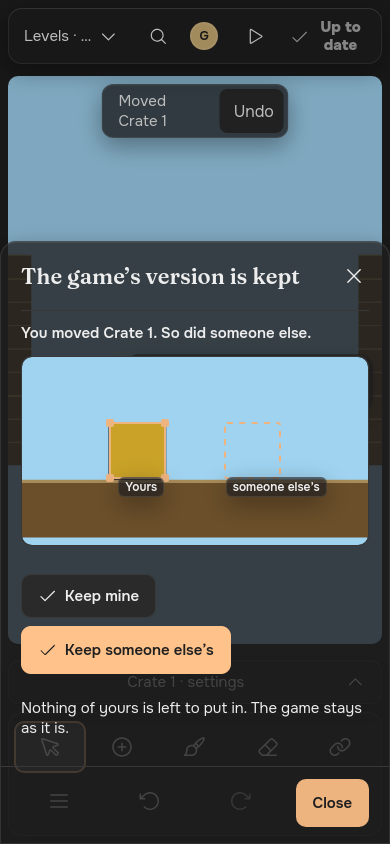 Levels · ...
G
Up to
date
Moved
Crate 1
Undo
The game's version is kept
You moved Crate 1. So did someone else.
Yours
someone else's
Keep mine
Keep someone else's
Crate 1 · settings
Nothing of yours is left to put in. The game stays
as it is.
Close